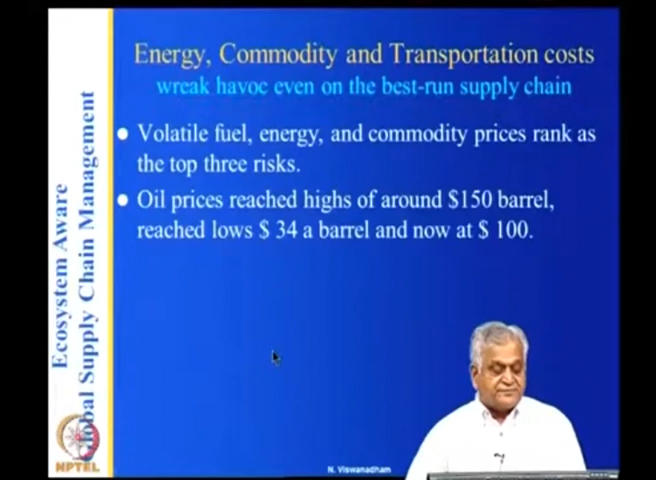 Energy, Commodity and Transportation costs
wreak havoc even on the best-run supply chain
Volatile fuel, energy, and commodity prices rank as
the top three risks.
Oil prices reached highs of around $150 barrel,
reached lows $ 34 a barrel and now at $ 100.
Ecosystem Aware
Global Supply Chain Management
NPTEL
N. Viswanadham